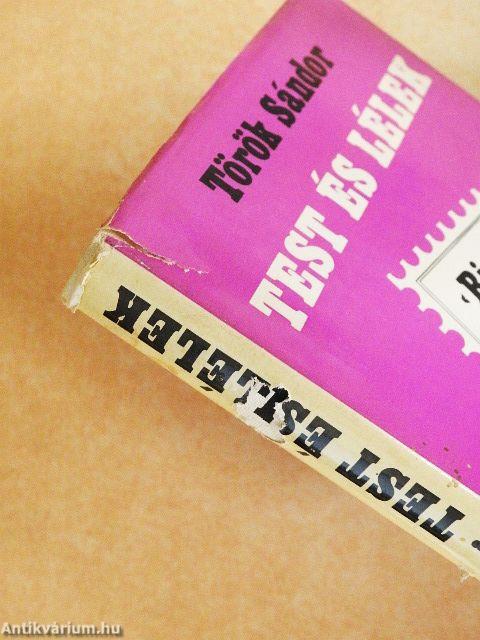 Török Sándor
TEST ÉS LÉLEK
TEST ÉS LÉLEK
Antikvárium.hu